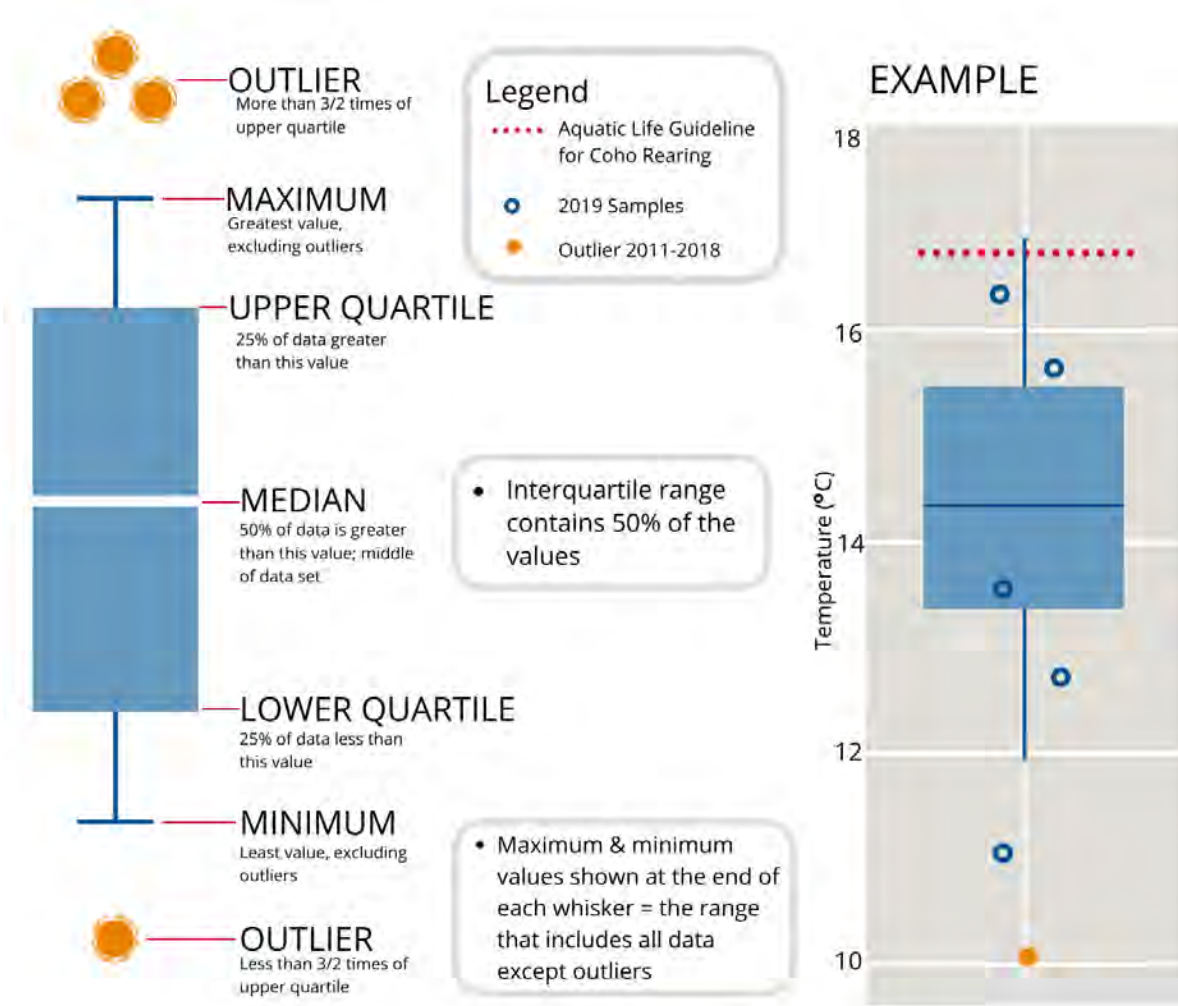 OUTLIER
More than 3/2 times of
upper quartile
MAXIMUM
Greatest value,
excluding outliers
UPPER QUARTILE
25% of data greater
than this value
MEDIAN
50% of data is greater
than this value; middle
of data set
LOWER QUARTILE
25% of data less than
this value
MINIMUM
Least value, excluding
outliers
OUTLIER
Less than 3/2 times of
upper quartile
Legend
Aquatic Life Guideline
for Coho Rearing
2019 Samples
Outlier 2011-2018
• Interquartile range
contains 50% of the
values
• Maximum & minimum
values shown at the end of
each whisker = the range
that includes all data
except outliers
EXAMPLE
Temperature (°C)
18
16
14
12
10